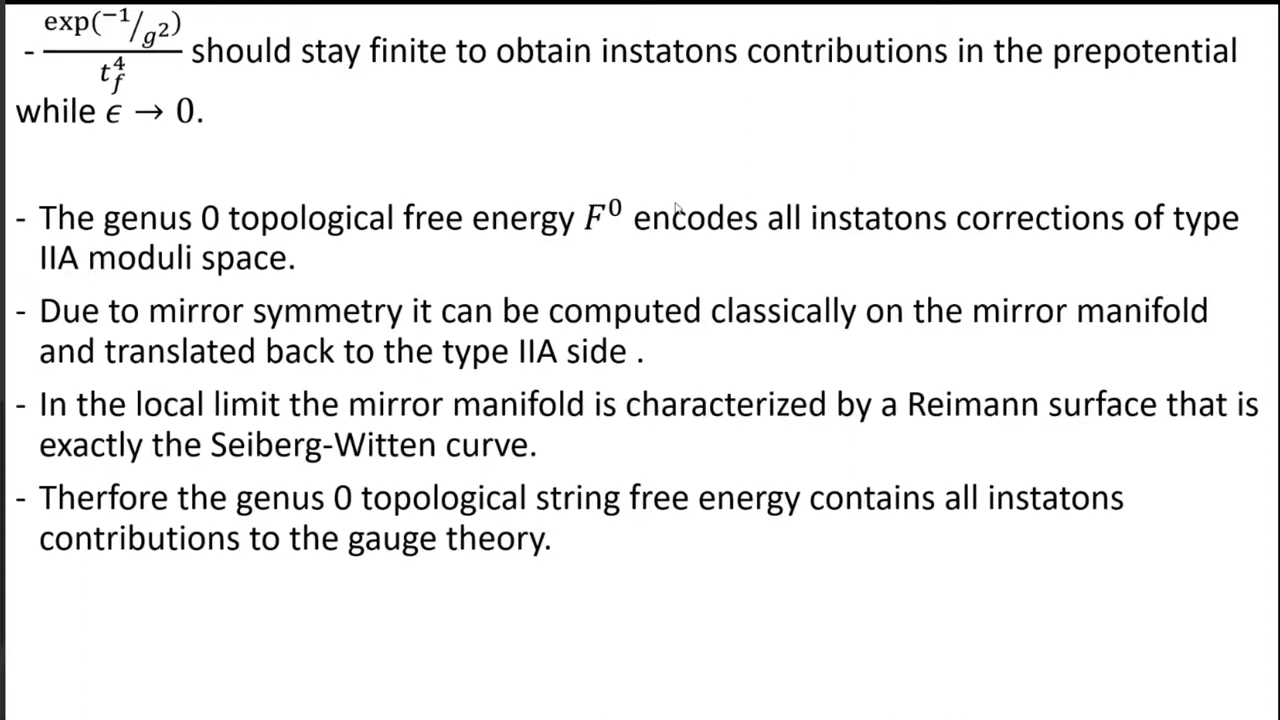 - exp(−1/g²)/t_f^4 should stay finite to obtain instatons contributions in the prepotential
while ϵ → 0.
- The genus 0 topological free energy F⁰ encodes all instatons corrections of type
IIA moduli space.
- Due to mirror symmetry it can be computed classically on the mirror manifold
and translated back to the type IIA side .
- In the local limit the mirror manifold is characterized by a Reimann surface that is
exactly the Seiberg-Witten curve.
- Therfore the genus 0 topological string free energy contains all instatons
contributions to the gauge theory.